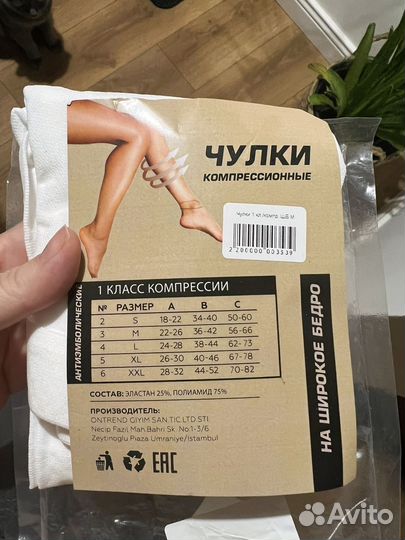 ЧУЛКИ
КОМПРЕССИОННЫЕ
Чулки 1 кл /компр. Ш/Б М
2 200000 003539
АНТИЭМБОЛИЧЕСКИЕ
1 КЛАСС КОМПРЕССИИ
№ РАЗМЕР A B C
2 S 18-22 34-40 50-60
3 M 22-26 36-42 56-66
4 L 24-28 38-44 62-73
5 XL 26-30 40-46 67-78
6 XXL 28-32 44-52 70-82
НА ШИРОКОЕ БЕДРО
СОСТАВ: ЭЛАСТАН 25%, ПОЛИАМИД 75%
ПРОИЗВОДИТЕЛЬ:
ONTREND GIYIM SAN.TIC.LTD STI.
Necip Fazil Mah.Bahri Sk. No:1-3/6
Zeytinoglu Plaza Umraniye/Istambul
EAC
Avito